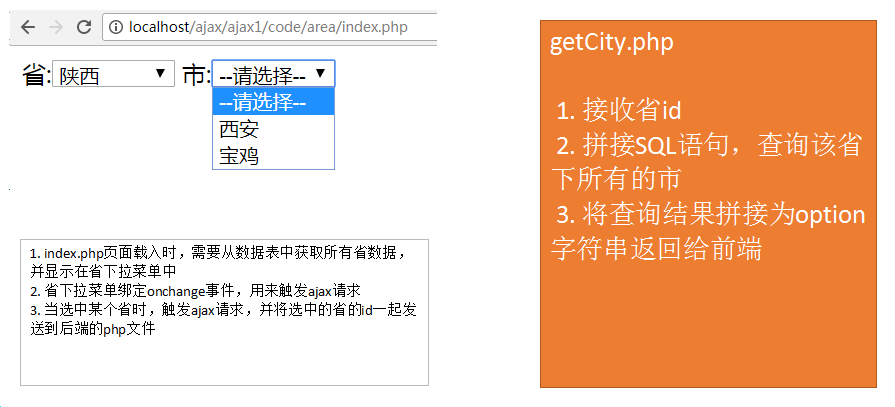 localhost/ajax/ajax1/code/area/index.php
省:陕西 市:--请选择--
--请选择--
西安
宝鸡
1. index.php页面载入时，需要从数据表中获取所有省数据，
并显示在省下拉菜单中
2. 省下拉菜单绑定onchange事件，用来触发ajax请求
3. 当选中某个省时，触发ajax请求，并将选中的省的id一起发
送到后端的php文件
getCity.php
1. 接收省id
2. 拼接SQL语句，查询该省
下所有的市
3. 将查询结果拼接为option
字符串返回给前端